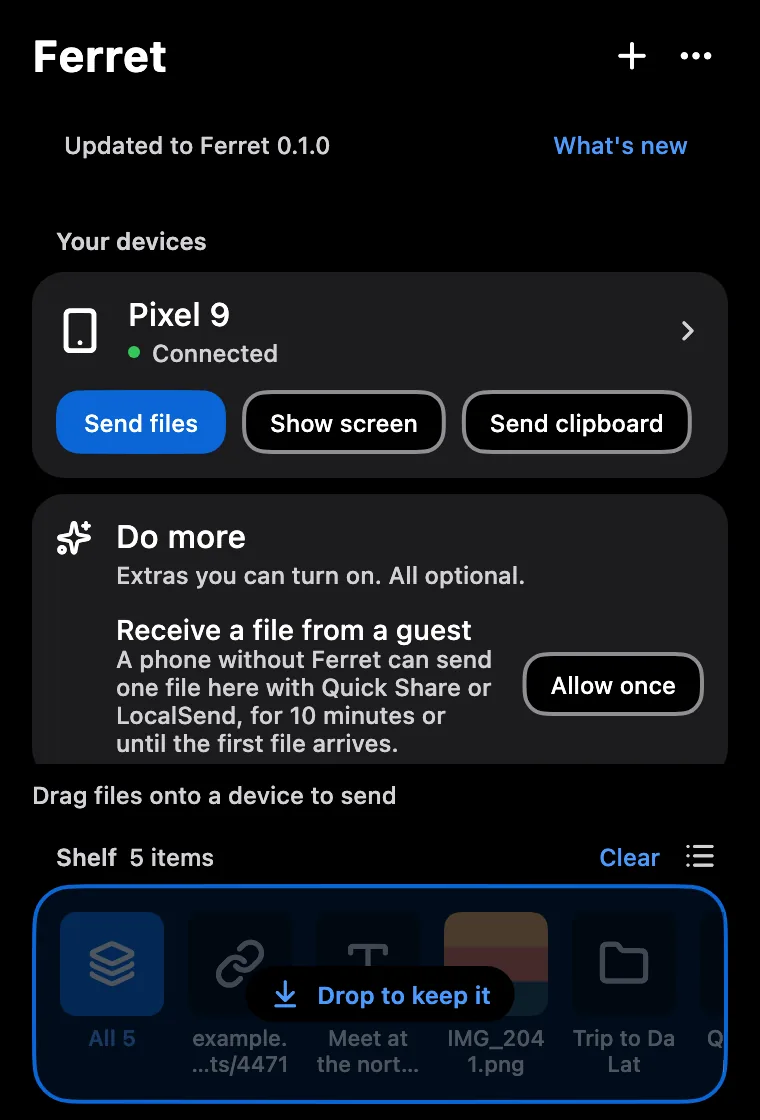 Ferret
Updated to Ferret 0.1.0
What's new
Your devices
Pixel 9
Connected
Send files
Show screen
Send clipboard
Do more
Extras you can turn on. All optional.
Receive a file from a guest
A phone without Ferret can send
one file here with Quick Share or
LocalSend, for 10 minutes or
until the first file arrives.
Allow once
Drag files onto a device to send
Shelf 5 items
Clear
Drop to keep it
All 5
example.
...ts/4471
Meet at
the nort...
IMG_204
1.png
Trip to Da
Lat
Q